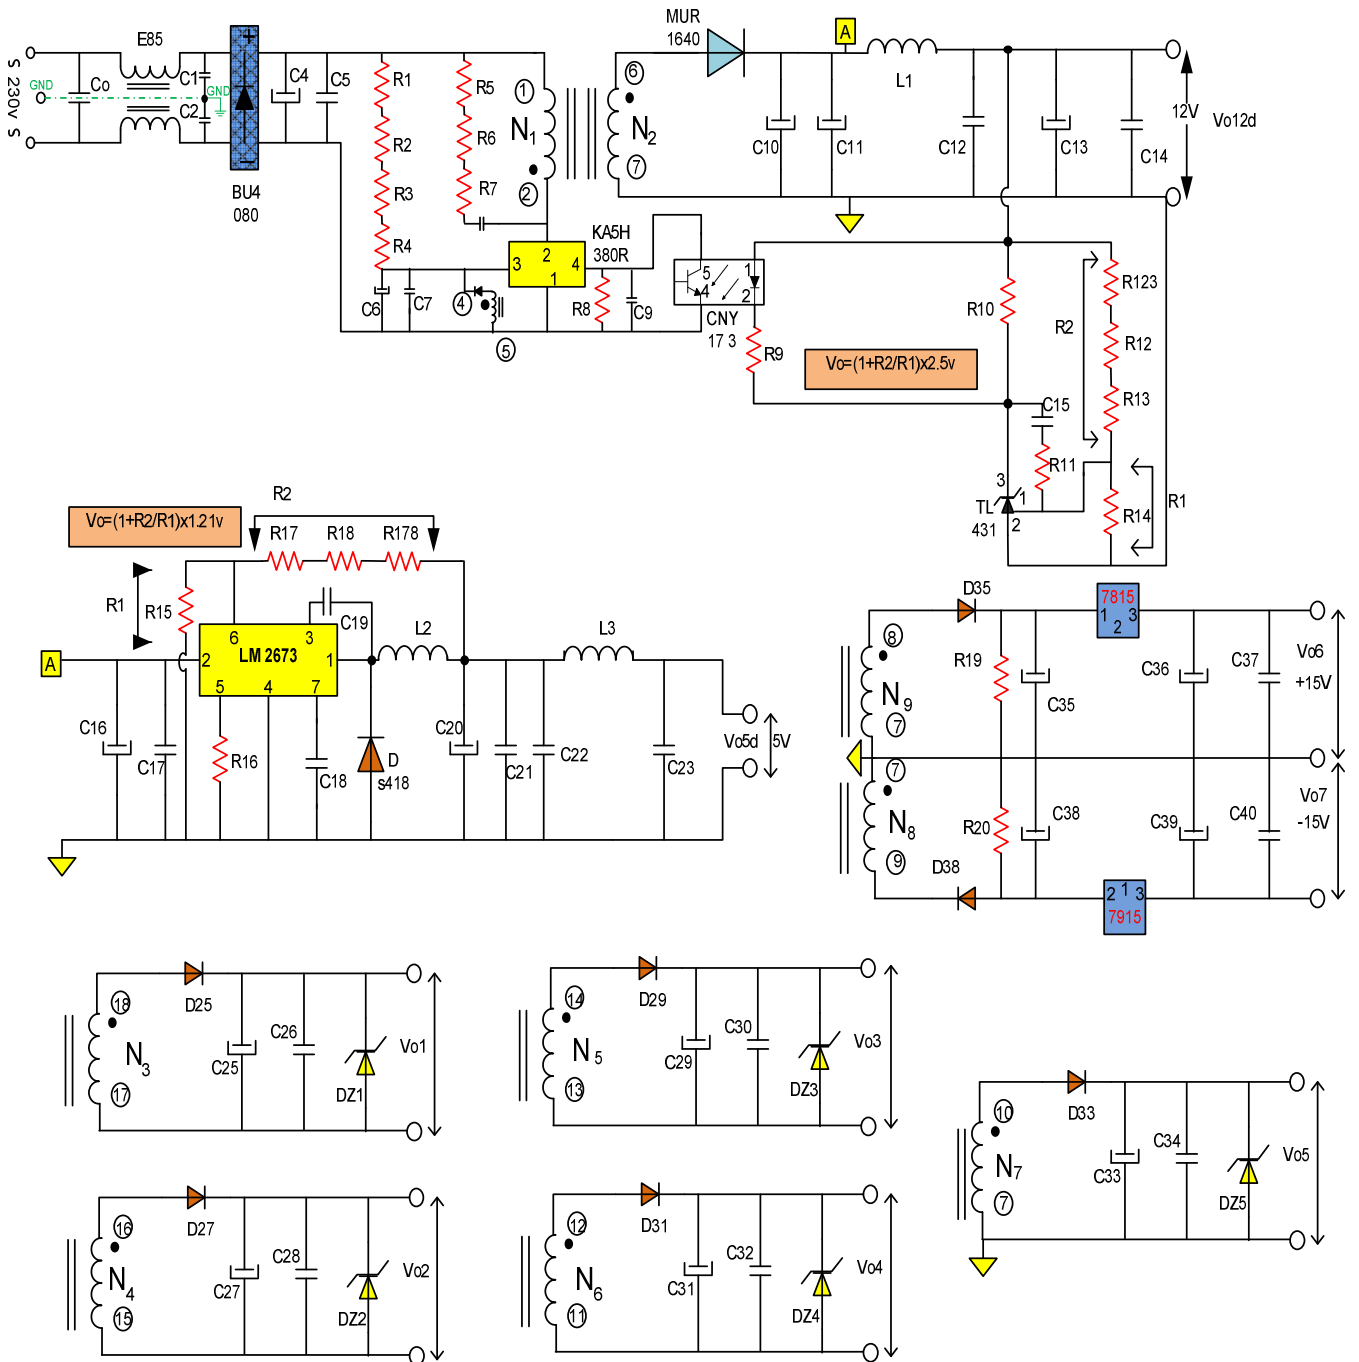 E85
S 230v S
GND
Co
C1
C2
GND
+
-
BU4
080
C4
C5
R1
R2
R3
R4
R5
R6
R7
1
N1
2
6
N2
7
MUR
1640
A
L1
C10
C11
C12
C13
C14
12V
Vo12d
KA5H
380R
3
2
4
1
C6
C7
4
5
R8
C9
5
4
1
2
CNY
17 3
R9
R10
Vo=(1+R2/R1)x2.5v
R2
R123
R12
R13
C15
R11
3
1
2
TL
431
R14
R1
Vo=(1+R2/R1)x1.21v
R2
R17
R18
R178
R1
R15
C19
6
3
LM 2673
2
1
5
4
7
A
L2
L3
C16
C17
R16
C18
D
s418
C20
C21
C22
C23
Vo5d
5V
D35
7815
1
2
3
8
N9
7
R19
C35
C36
C37
Vo6
+15V
7
N8
9
R20
C38
C39
C40
Vo7
-15V
D38
2
1
3
7915
D25
18
N3
17
C25
C26
DZ1
Vo1
D29
14
N5
13
C29
C30
DZ3
Vo3
D33
10
N7
7
C33
C34
DZ5
Vo5
D27
16
N4
15
C27
C28
DZ2
Vo2
D31
12
N6
11
C31
C32
DZ4
Vo4